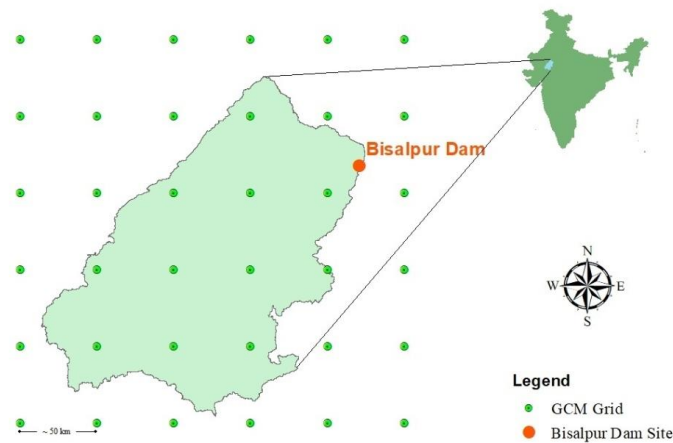 Bisalpur Dam
N
W
E
S
Legend
GCM Grid
Bisalpur Dam Site
~ 50 km